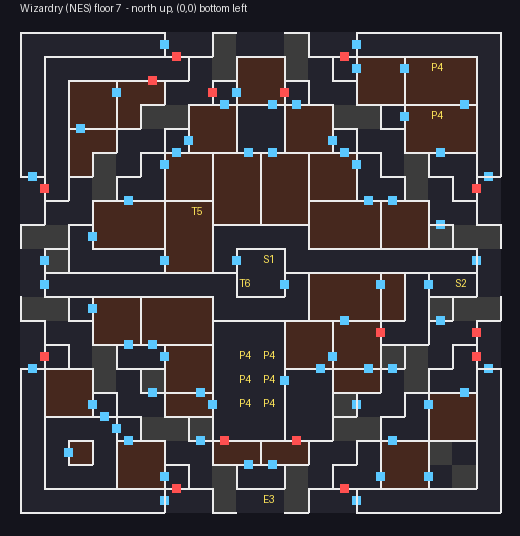 Wizardry (NES) floor 7 - north up, (0,0) bottom left
P4
P4
T5
S1
T6
S2
P4 P4
P4 P4
P4 P4
E3